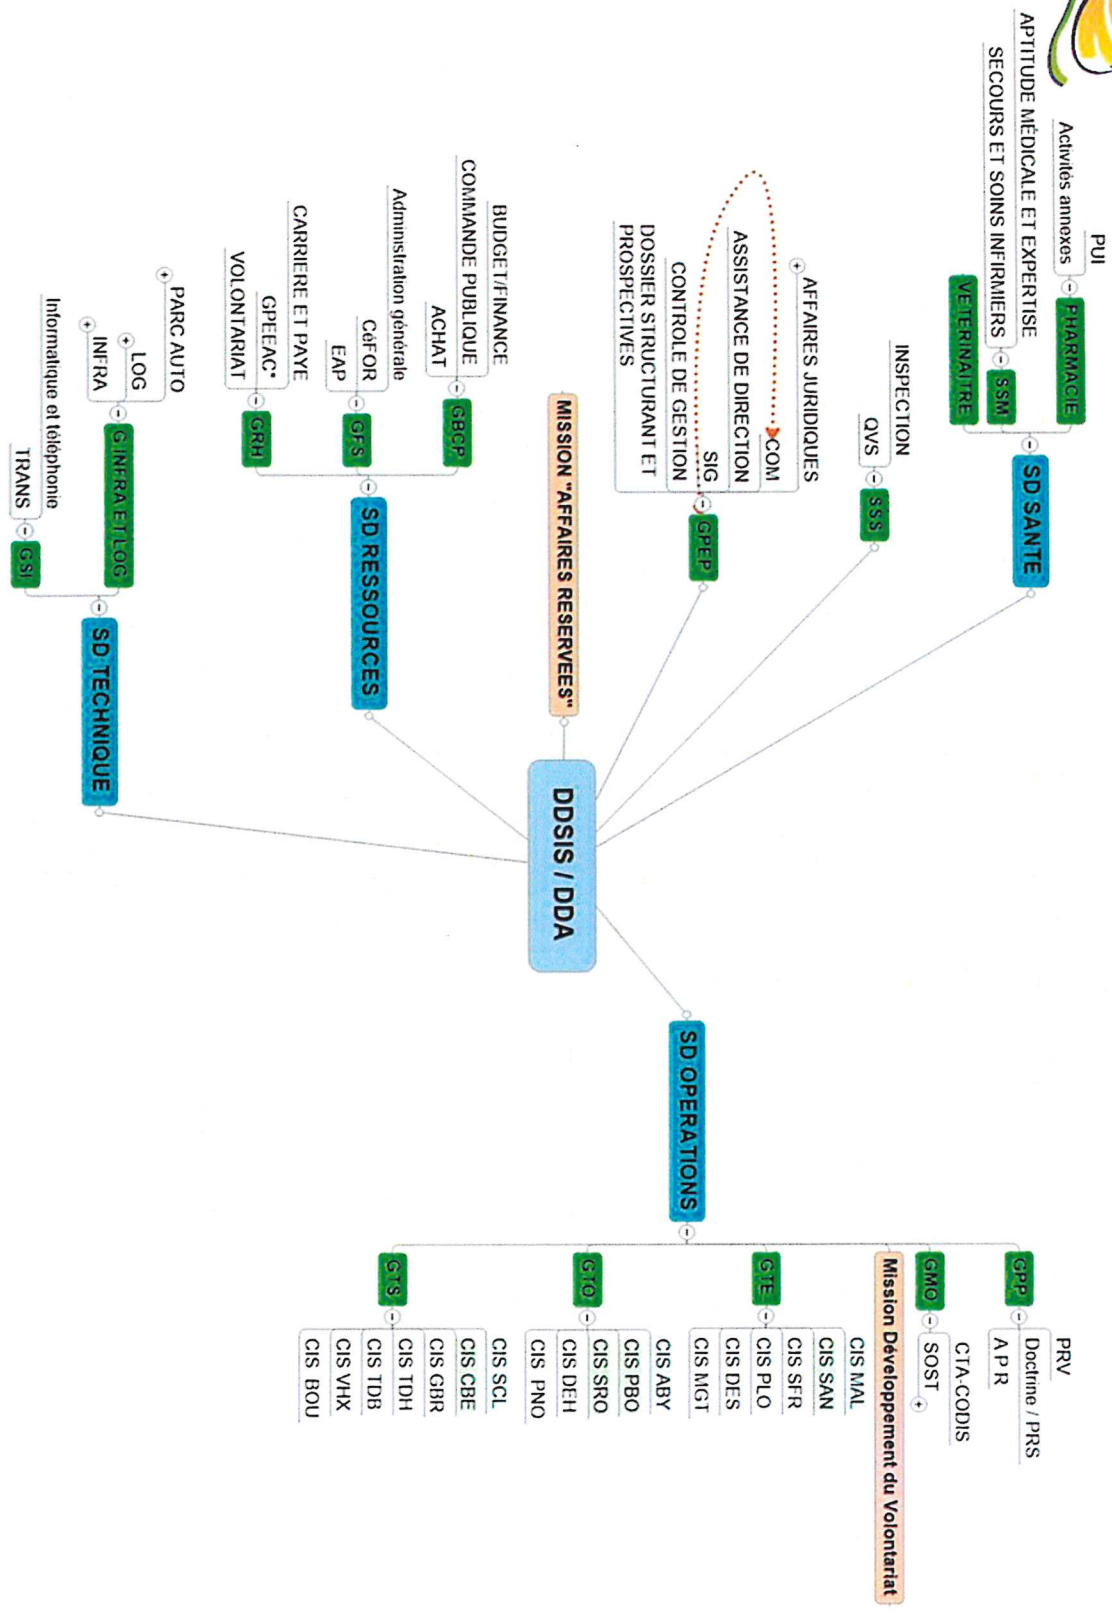 PUI
Activités annexes
PHARMACIE
APTITUDE MÉDICALE ET EXPERTISE
SECOURS ET SOINS INFIRMIERS
SSM
VETERINAITRE
SD SANTE
INSPECTION
QVS
SSS
AFFAIRES JURIDIQUES
COM
ASSISTANCE DE DIRECTION
SIG
CONTROLE DE GESTION
DOSSIER STRUCTURANT ET
PROSPECTIVES
GPEP
MISSION "AFFAIRES RESERVEES"
BUDGET/FINANCE
COMMANDE PUBLIQUE
ACHAT
GBCP
Administration générale
CéFOR
EAP
GFS
CARRIERE ET PAYE
GPEEAC*
VOLONTARIAT
GRH
SD RESSOURCES
PARC AUTO
LOG
INFRA
G INFRA ET LOG
Informatique et téléphonie
TRANS
GSI
SD TECHNIQUE
DDSIS / DDA
SD OPERATIONS
GPP
PRV
Doctrine / PRS
A P R
GMO
CTA-CODIS
SOST
Mission Développement du Volontariat
GTE
CIS MAL
CIS SAN
CIS SFR
CIS PLO
CIS DES
CIS MGT
GTO
CIS ABY
CIS PBO
CIS SRO
CIS DEH
CIS PNO
GTS
CIS SCL
CIS CBE
CIS GBR
CIS TDH
CIS TDB
CIS VHX
CIS BOU